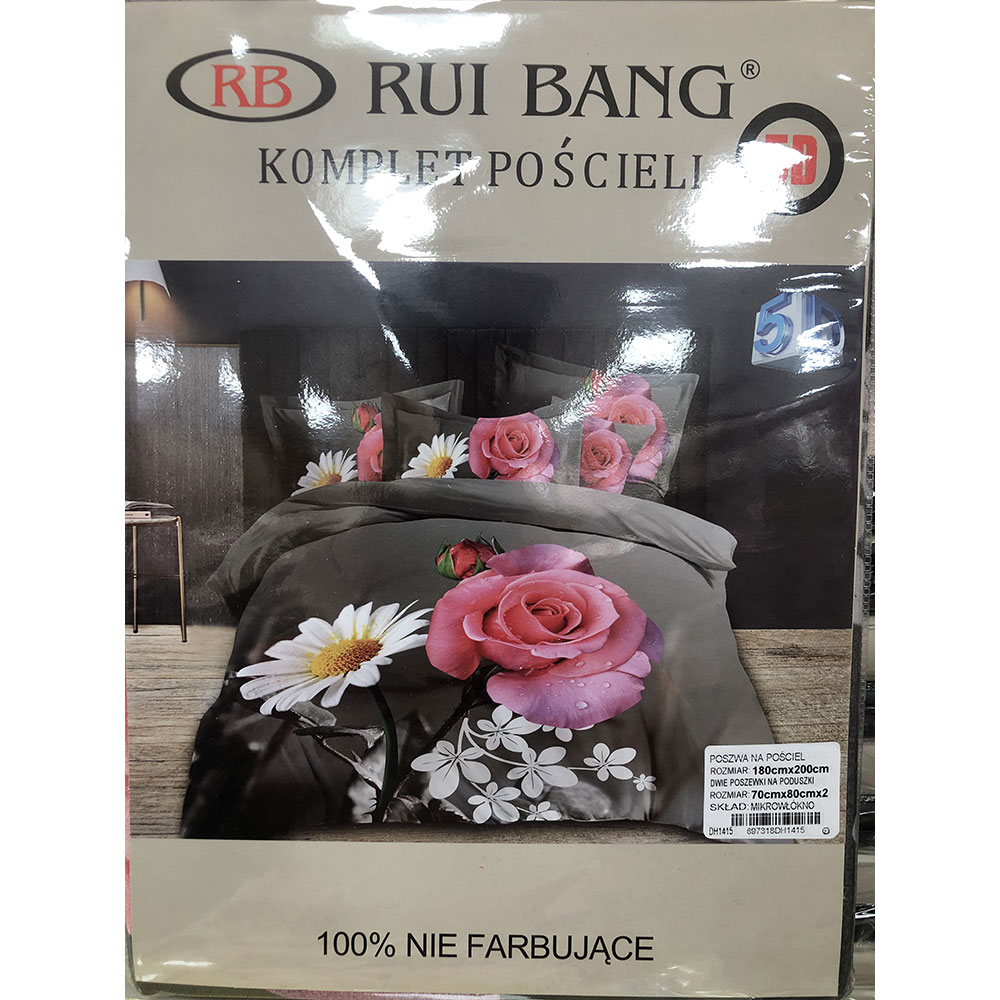 RB RUI BANG®
KOMPLET POŚCIELI
5D
POSZWA NA POŚCIEL
ROZMIAR: 180cmx200cm
DWIE POSZEWKI NA PODUSZKI
ROZMIAR: 70cmx80cmx2
SKŁAD: MIKROWŁÓKNO
DH1415 697318DH1415
100% NIE FARBUJĄCE